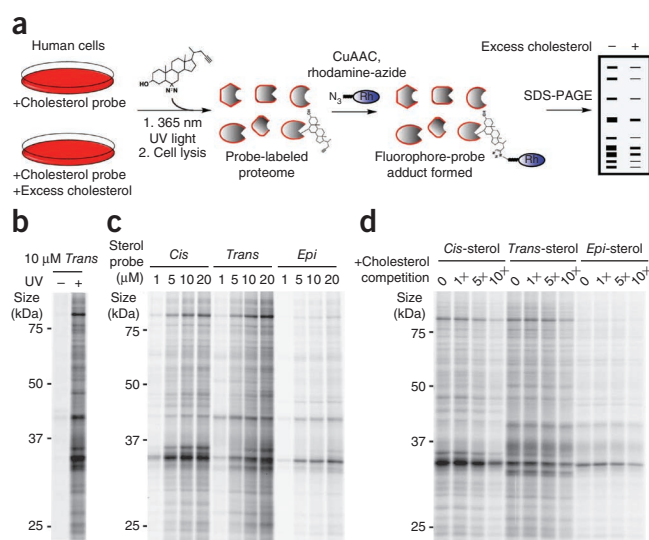 a
Human cells
+Cholesterol probe
+Cholesterol probe
+Excess cholesterol
HO
N=N
1. 365 nm
UV light
2. Cell lysis
Probe-labeled
proteome
CuAAC,
rhodamine-azide
N3
Rh
Fluorophore-probe
adduct formed
Rh
SDS-PAGE
Excess cholesterol – +
b
10 μM Trans
UV – +
Size
(kDa)
75
50
37
25
c
Sterol
probe
(μM)
Cis Trans Epi
1 5 10 20 1 5 10 20 1 5 10 20
Size
(kDa)
75
50
37
25
d
+Cholesterol
competition
Cis-sterol Trans-sterol Epi-sterol
0 1× 5× 10× 0 1× 5× 10× 0 1× 5× 10×
Size
(kDa)
75
50
37
25